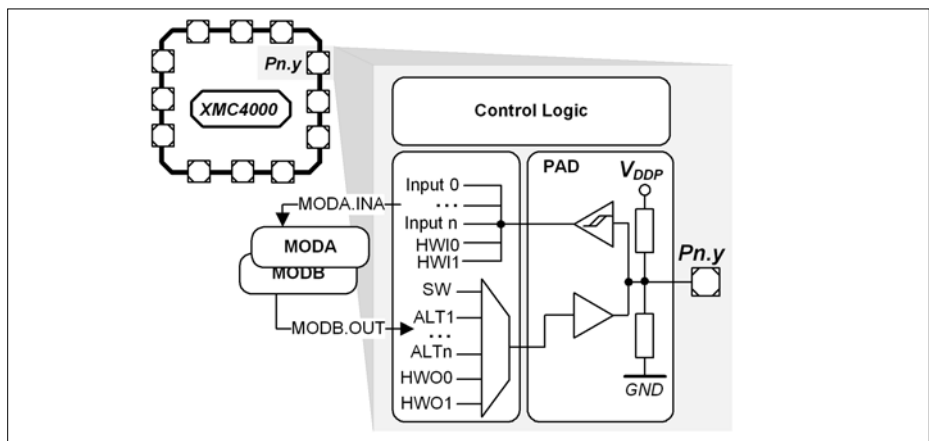 Pn.y
XMC4000
Control Logic
PAD
VDDP
Input 0
...
Input n
HWI0
HWI1
MODA.INA
MODA
MODB
Pn.y
SW
ALT1
...
ALTn
HWO0
HWO1
MODB.OUT
GND